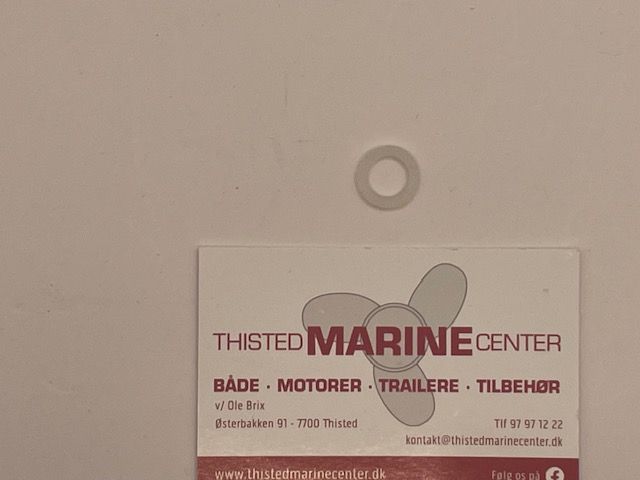 THISTED MARINE CENTER
BÅDE · MOTORER · TRAILERE · TILBEHØR
v/ Ole Brix
Østerbakken 91 - 7700 Thisted
Tlf 97 97 12 22
kontakt@thistedmarinecenter.dk
www.thistedmarinecenter.dk
Følg os på f